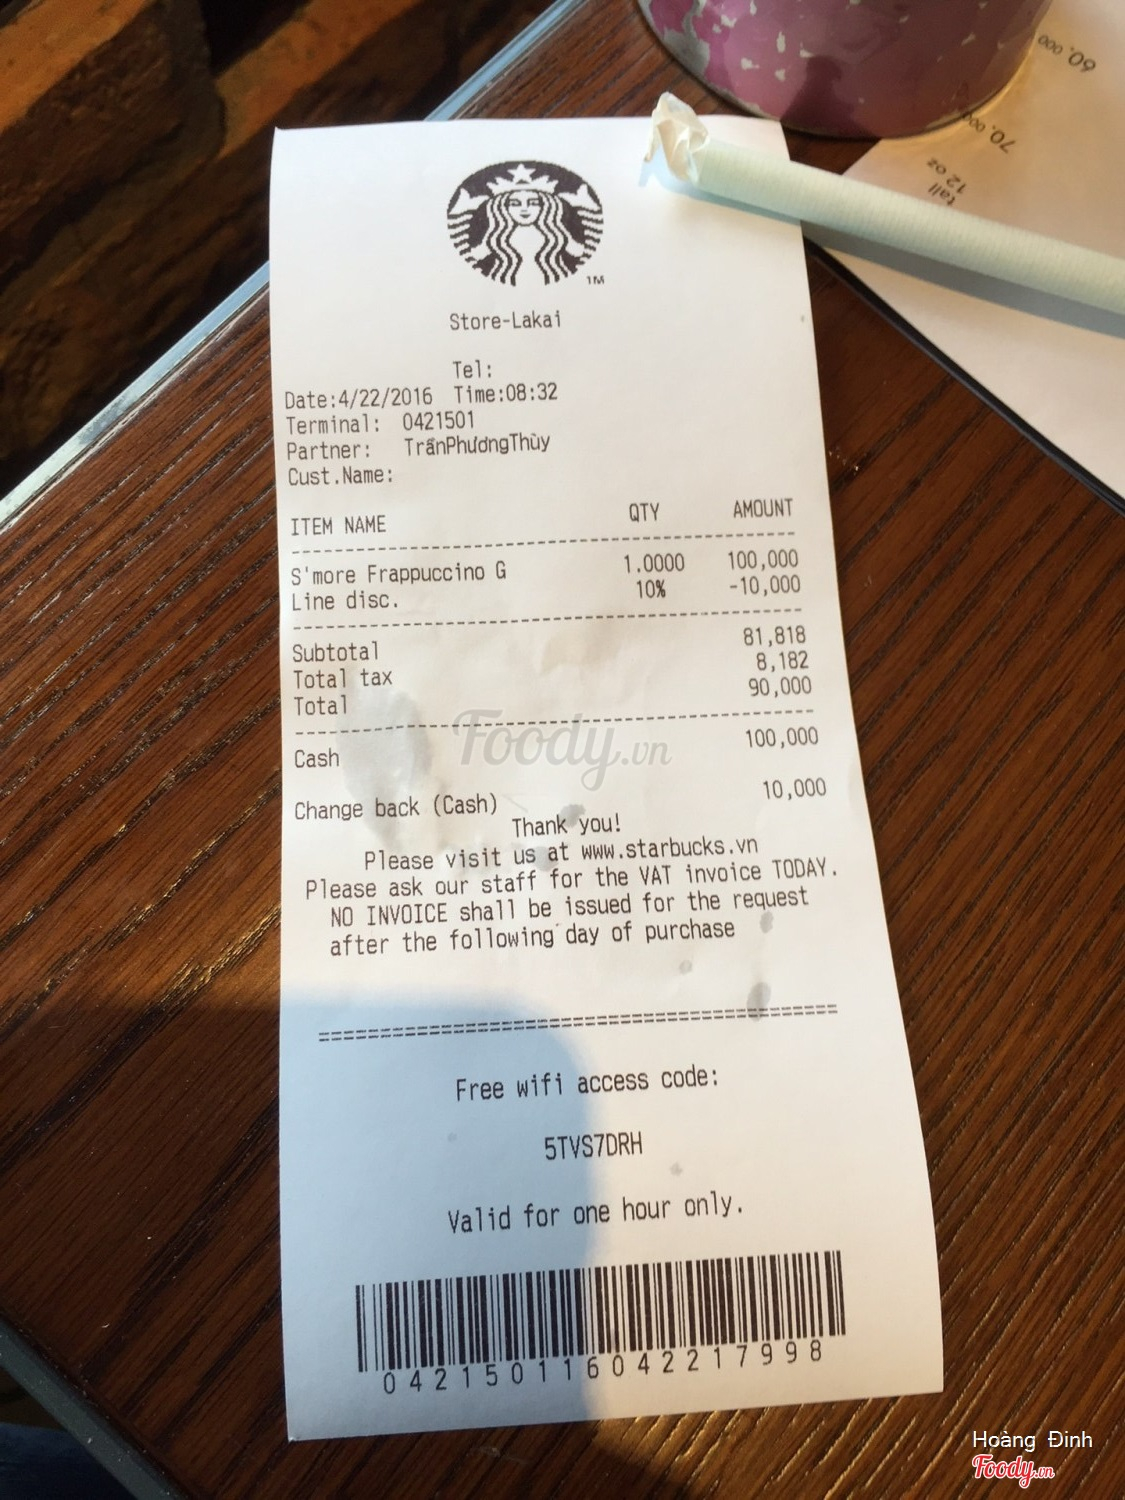 60,000
70,000
tall
12 oz
TM
Store-Lakai
Tel:
Date:4/22/2016 Time:08:32
Terminal: 0421501
Partner: TrầnPhươngThùy
Cust.Name:
ITEM NAME QTY AMOUNT
S'more Frappuccino G 1.0000 100,000
Line disc. 10% -10,000
Subtotal 81,818
Total tax 8,182
Total 90,000
Cash 100,000
Change back (Cash) 10,000
Thank you!
Please visit us at www.starbucks.vn
Please ask our staff for the VAT invoice TODAY.
NO INVOICE shall be issued for the request
after the following day of purchase
Free wifi access code:
5TVS7DRH
Valid for one hour only.
042150116042217998
Foody.vn
Hoàng Đinh
Foody.vn